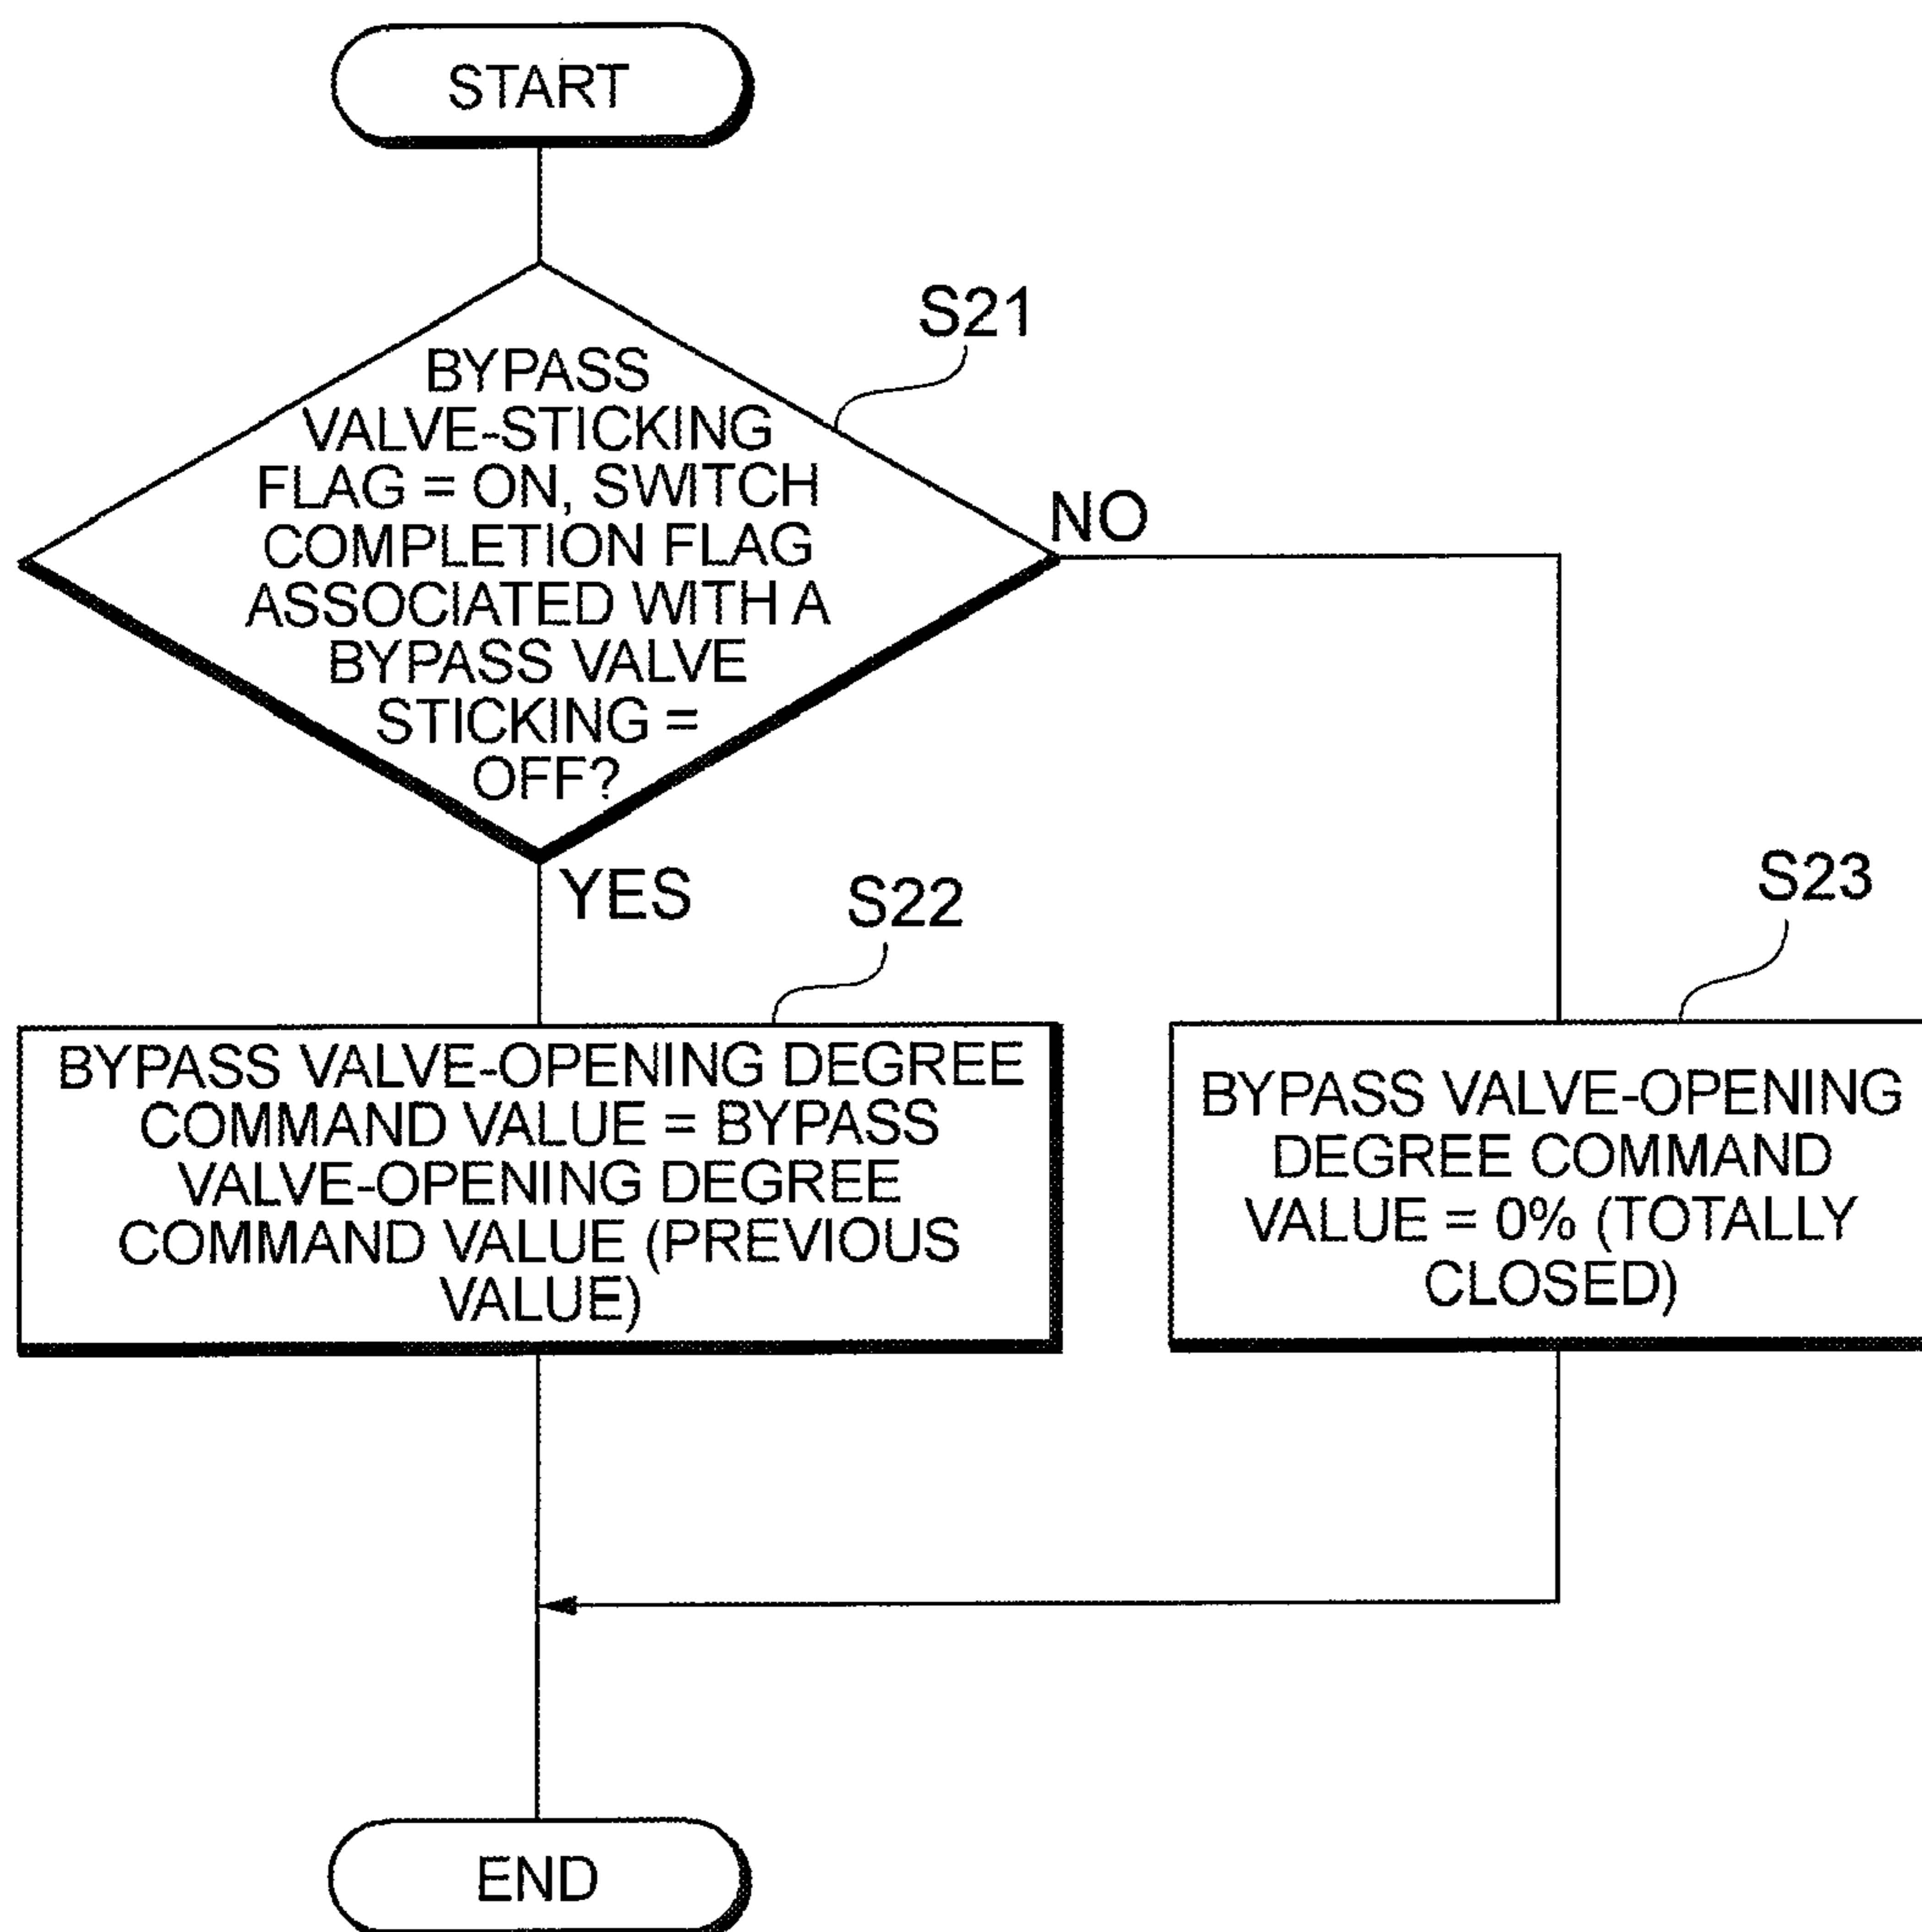 START
S21
BYPASS
VALVE-STICKING
FLAG = ON, SWITCH
COMPLETION FLAG
ASSOCIATED WITH A
BYPASS VALVE
STICKING =
OFF?
NO
YES
S22
BYPASS VALVE-OPENING DEGREE
COMMAND VALUE = BYPASS
VALVE-OPENING DEGREE
COMMAND VALUE (PREVIOUS
VALUE)
S23
BYPASS VALVE-OPENING
DEGREE COMMAND
VALUE = 0% (TOTALLY
CLOSED)
END